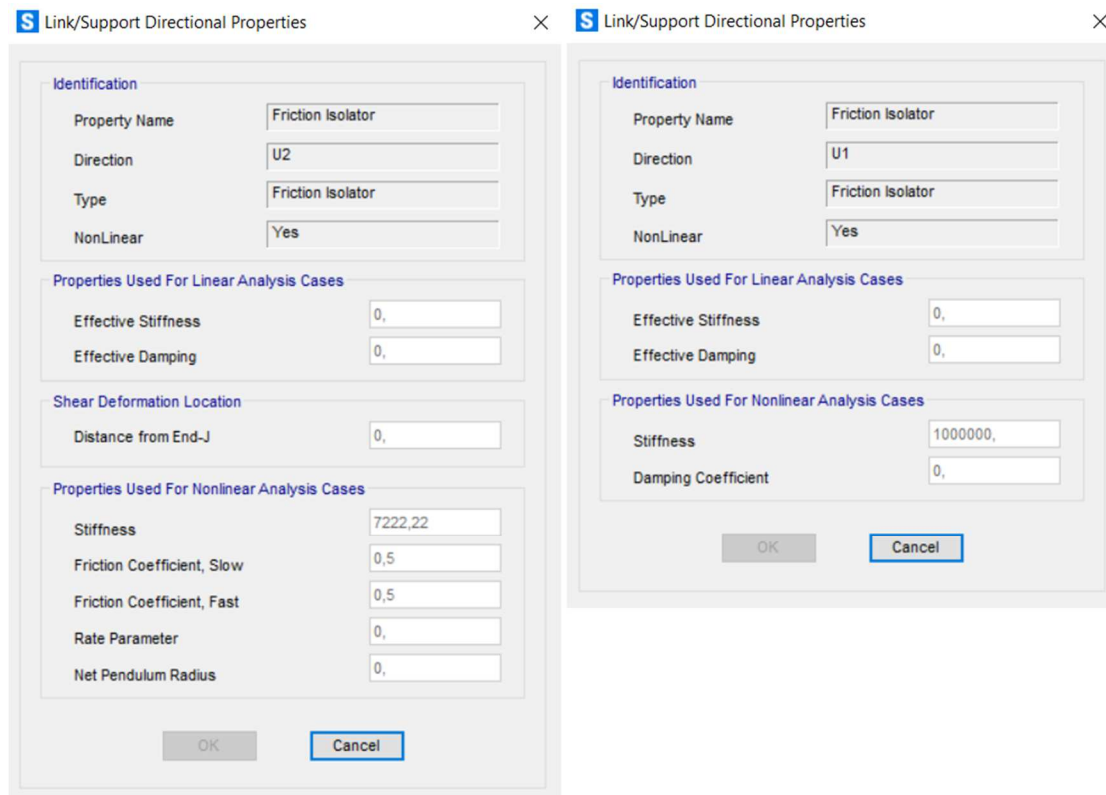 S Link/Support Directional Properties
Identification
Property Name Friction Isolator
Direction U2
Type Friction Isolator
NonLinear Yes
Properties Used For Linear Analysis Cases
Effective Stiffness 0,
Effective Damping 0,
Shear Deformation Location
Distance from End-J 0,
Properties Used For Nonlinear Analysis Cases
Stiffness 7222,22
Friction Coefficient, Slow 0,5
Friction Coefficient, Fast 0,5
Rate Parameter 0,
Net Pendulum Radius 0,
OK Cancel
S Link/Support Directional Properties
Identification
Property Name Friction Isolator
Direction U1
Type Friction Isolator
NonLinear Yes
Properties Used For Linear Analysis Cases
Effective Stiffness 0,
Effective Damping 0,
Properties Used For Nonlinear Analysis Cases
Stiffness 1000000,
Damping Coefficient 0,
OK Cancel